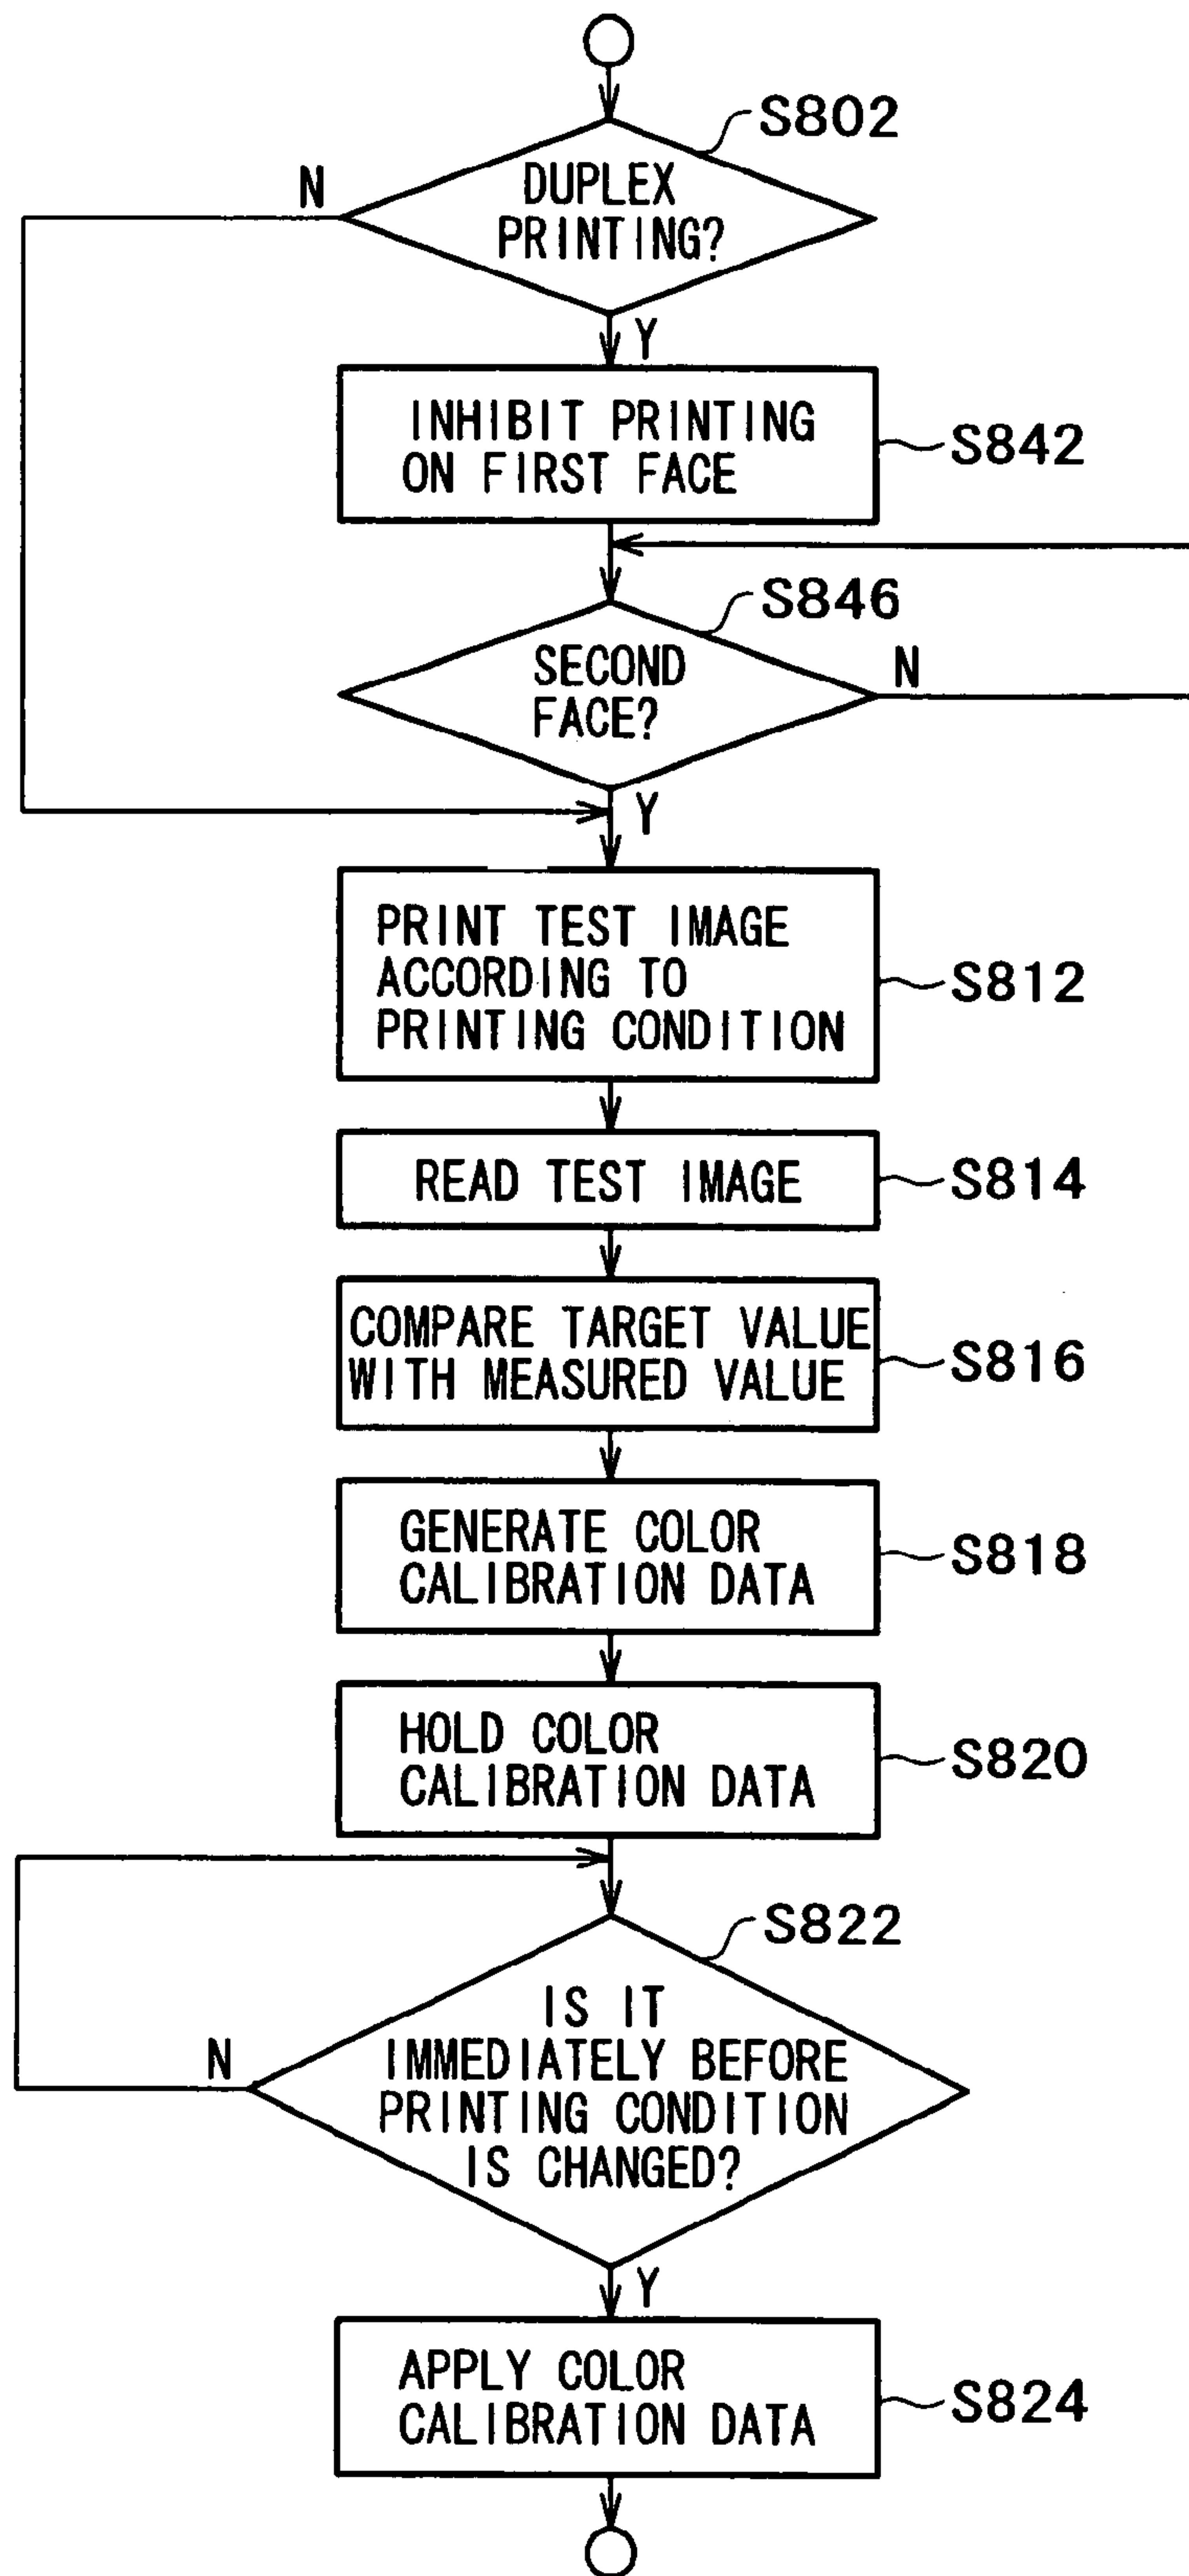 S802
DUPLEX
PRINTING?
N
Y
INHIBIT PRINTING
ON FIRST FACE
S842
S846
SECOND
FACE?
N
Y
PRINT TEST IMAGE
ACCORDING TO
PRINTING CONDITION
S812
READ TEST IMAGE
S814
COMPARE TARGET VALUE
WITH MEASURED VALUE
S816
GENERATE COLOR
CALIBRATION DATA
S818
HOLD COLOR
CALIBRATION DATA
S820
S822
IS IT
IMMEDIATELY BEFORE
PRINTING CONDITION
IS CHANGED?
N
Y
APPLY COLOR
CALIBRATION DATA
S824